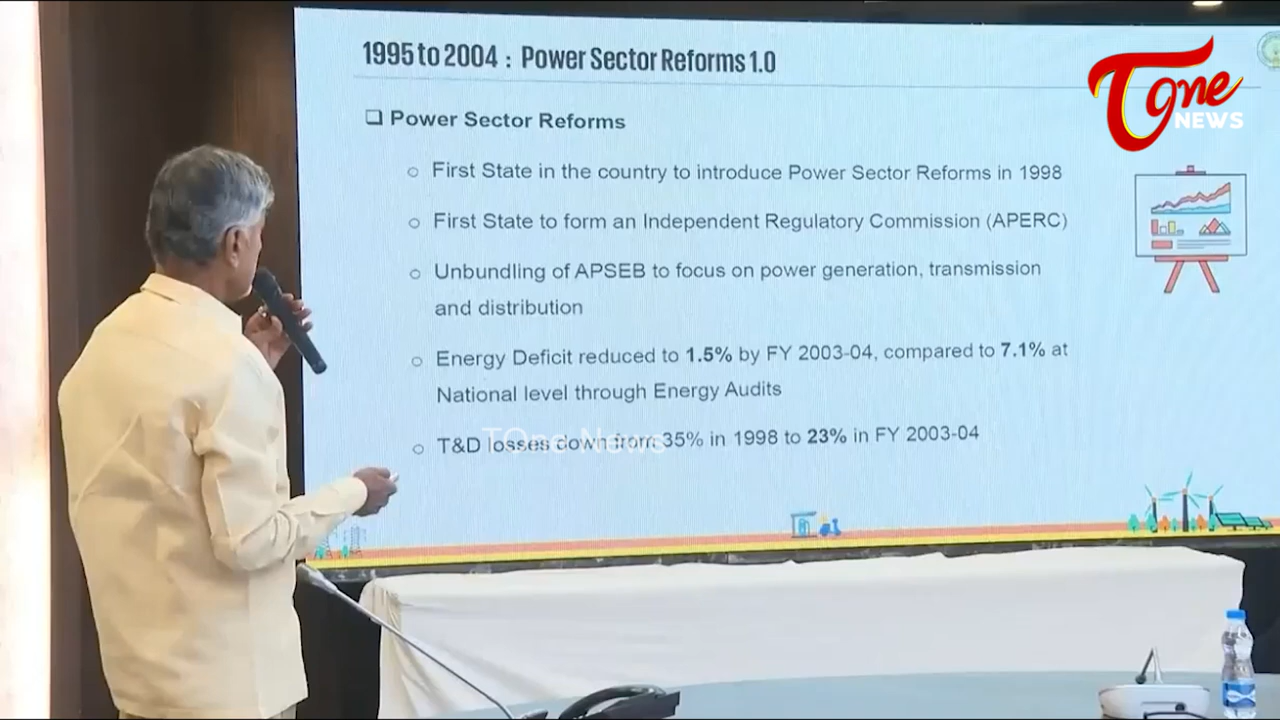 1995 to 2004 : Power Sector Reforms 1.0
TOne
NEWS
Power Sector Reforms
First State in the country to introduce Power Sector Reforms in 1998
First State to form an Independent Regulatory Commission (APERC)
Unbundling of APSEB to focus on power generation, transmission
and distribution
Energy Deficit reduced to 1.5% by FY 2003-04, compared to 7.1% at
National level through Energy Audits
T&D losses down from 35% in 1998 to 23% in FY 2003-04
TOne News